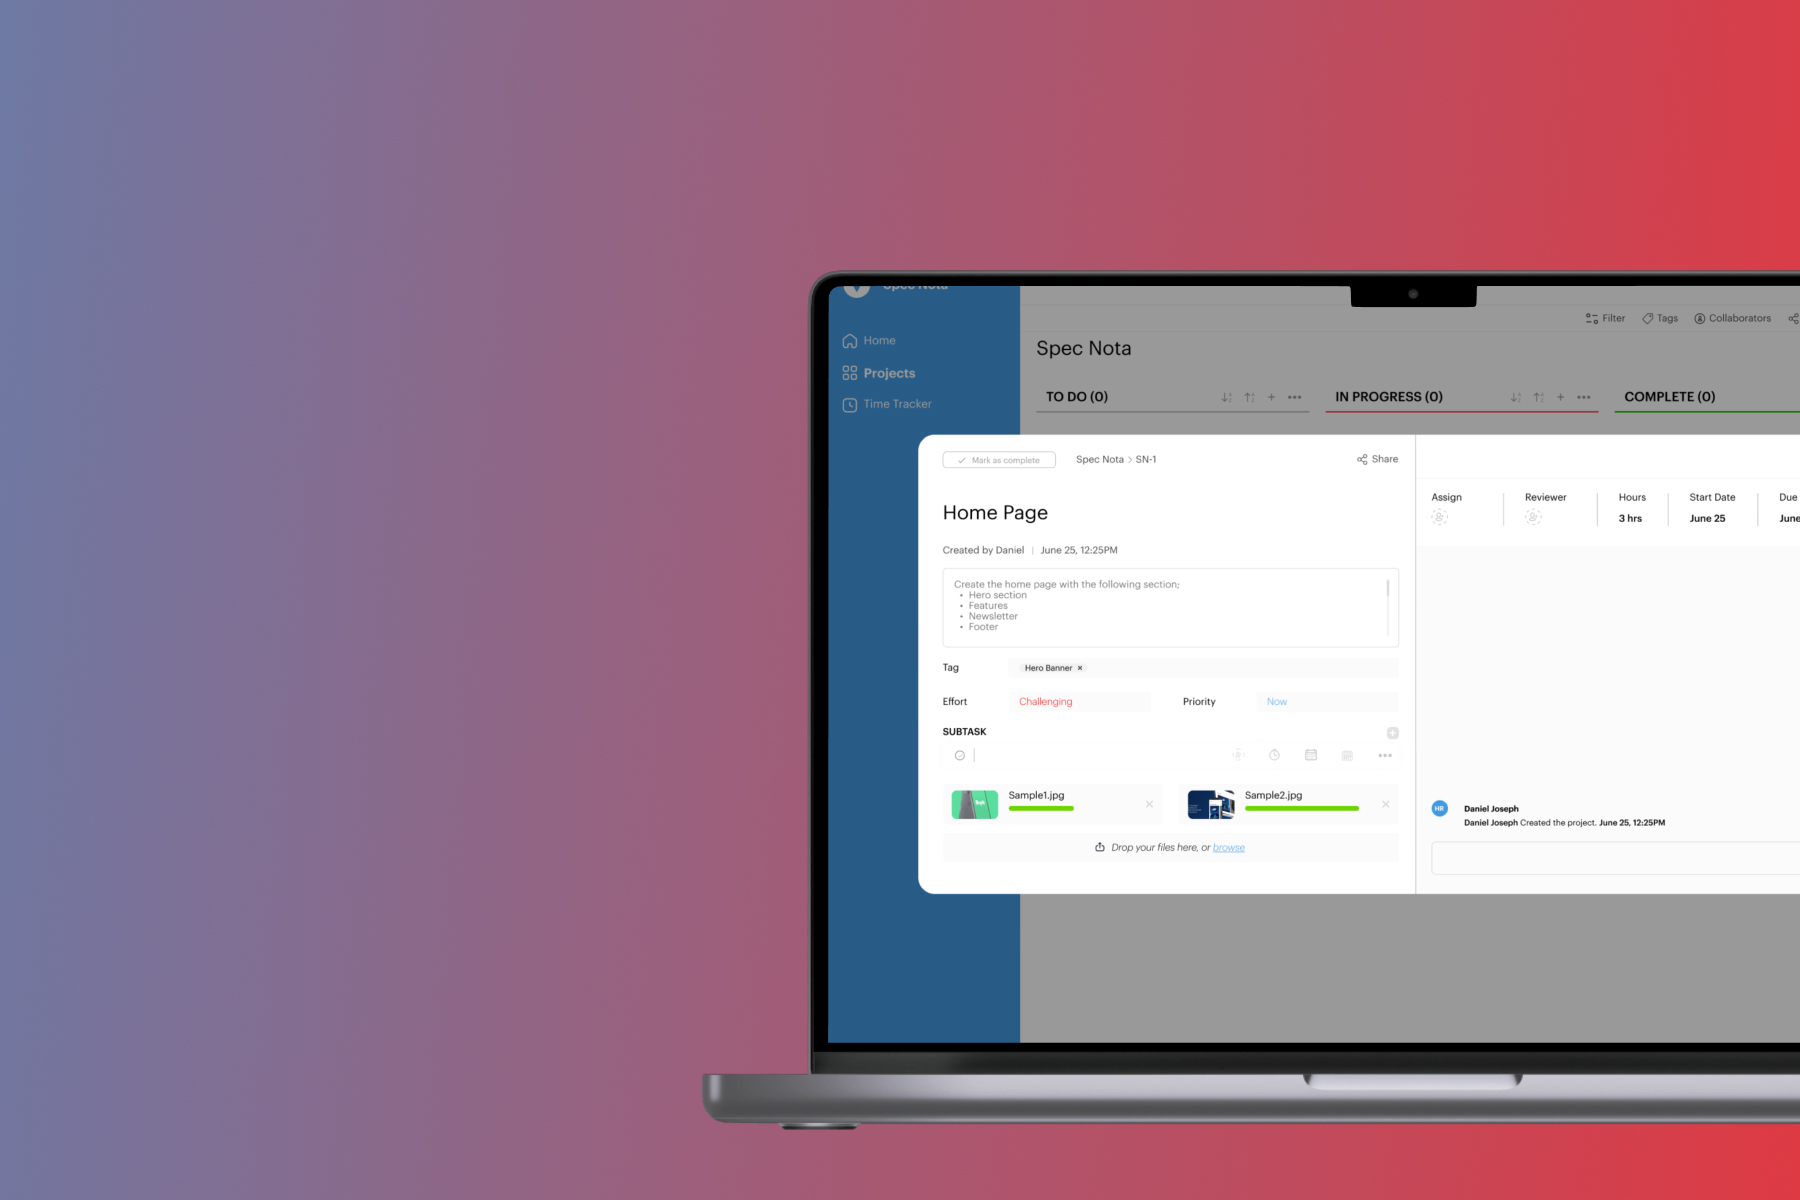 Spec Nota
Home
Projects
Time Tracker
Filter
Tags
Collaborators
Spec Nota
TO DO (0)
IN PROGRESS (0)
COMPLETE (0)
Mark as complete
Spec Nota > SN-1
Share
Home Page
Created by Daniel | June 25, 12:25PM
Create the home page with the following section;
• Hero section
• Features
• Newsletter
• Footer
Tag
Hero Banner ×
Effort
Challenging
Priority
Now
SUBTASK
Sample1.jpg
Sample2.jpg
Drop your files here, or browse
Assign
Reviewer
Hours
3 hrs
Start Date
June 25
Due
June
HR
Daniel Joseph
Daniel Joseph Created the project. June 25, 12:25PM